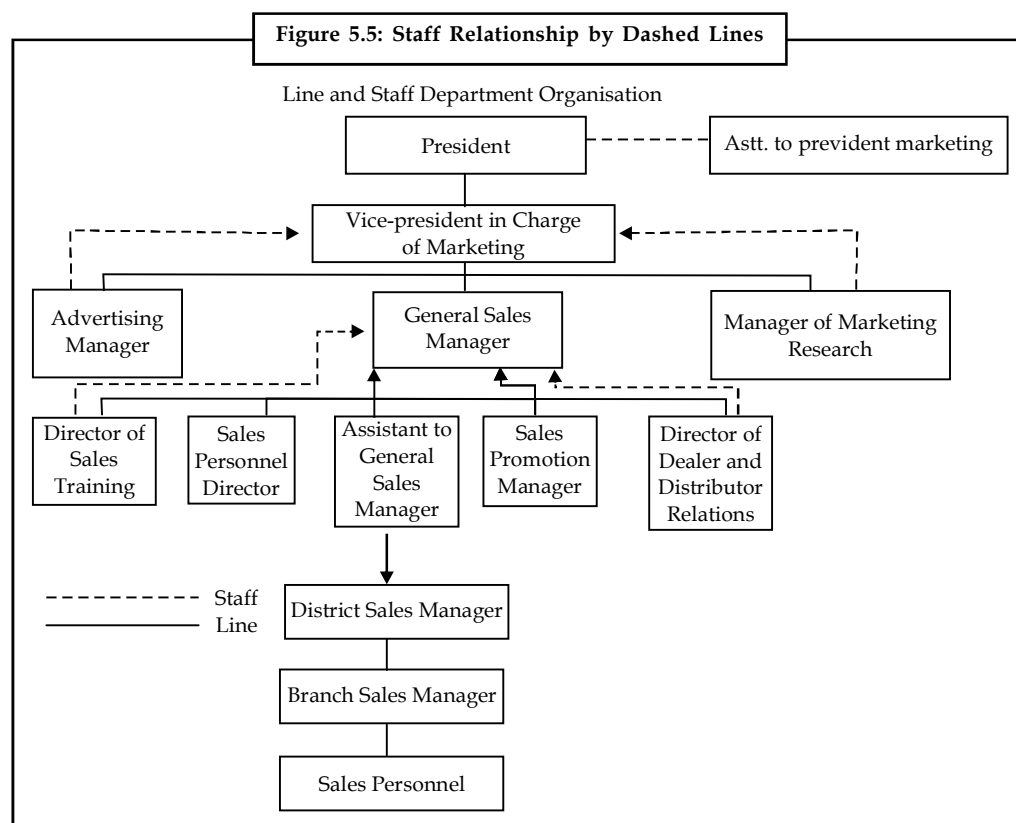 Figure 5.5: Staff Relationship by Dashed Lines
Line and Staff Department Organisation
President
Astt. to prevident marketing
Vice-president in Charge
of Marketing
Advertising
Manager
General Sales
Manager
Manager of Marketing
Research
Director of
Sales
Training
Sales
Personnel
Director
Assistant to
General
Sales
Manager
Sales
Promotion
Manager
Director of
Dealer and
Distributor
Relations
Staff
Line
District Sales Manager
Branch Sales Manager
Sales Personnel